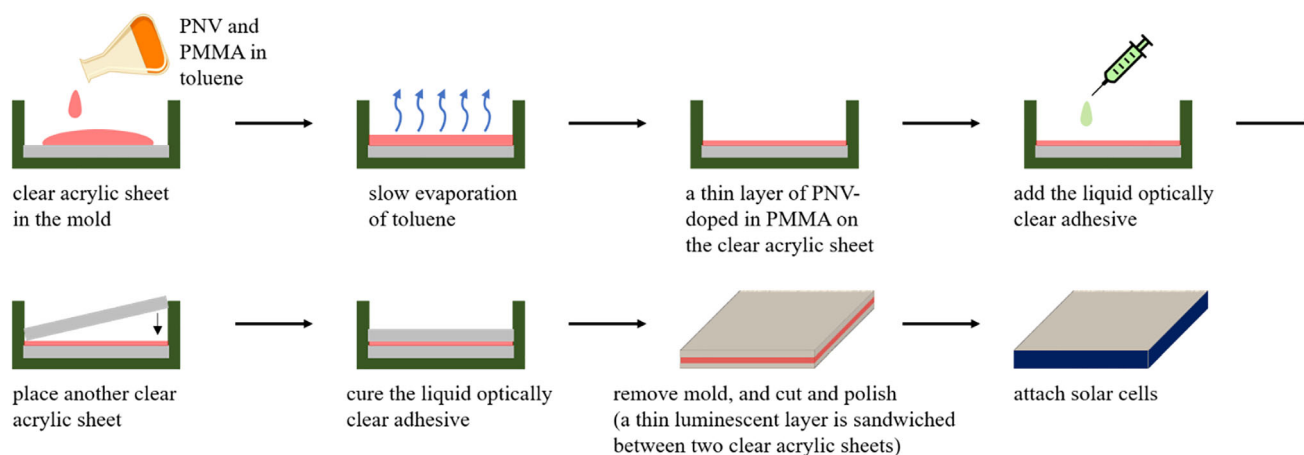 PNV and
PMMA in
toluene
clear acrylic sheet
in the mold
slow evaporation
of toluene
a thin layer of PNV-
doped in PMMA on
the clear acrylic sheet
add the liquid optically
clear adhesive
place another clear
acrylic sheet
cure the liquid optically
clear adhesive
remove mold, and cut and polish
(a thin luminescent layer is sandwiched
between two clear acrylic sheets)
attach solar cells